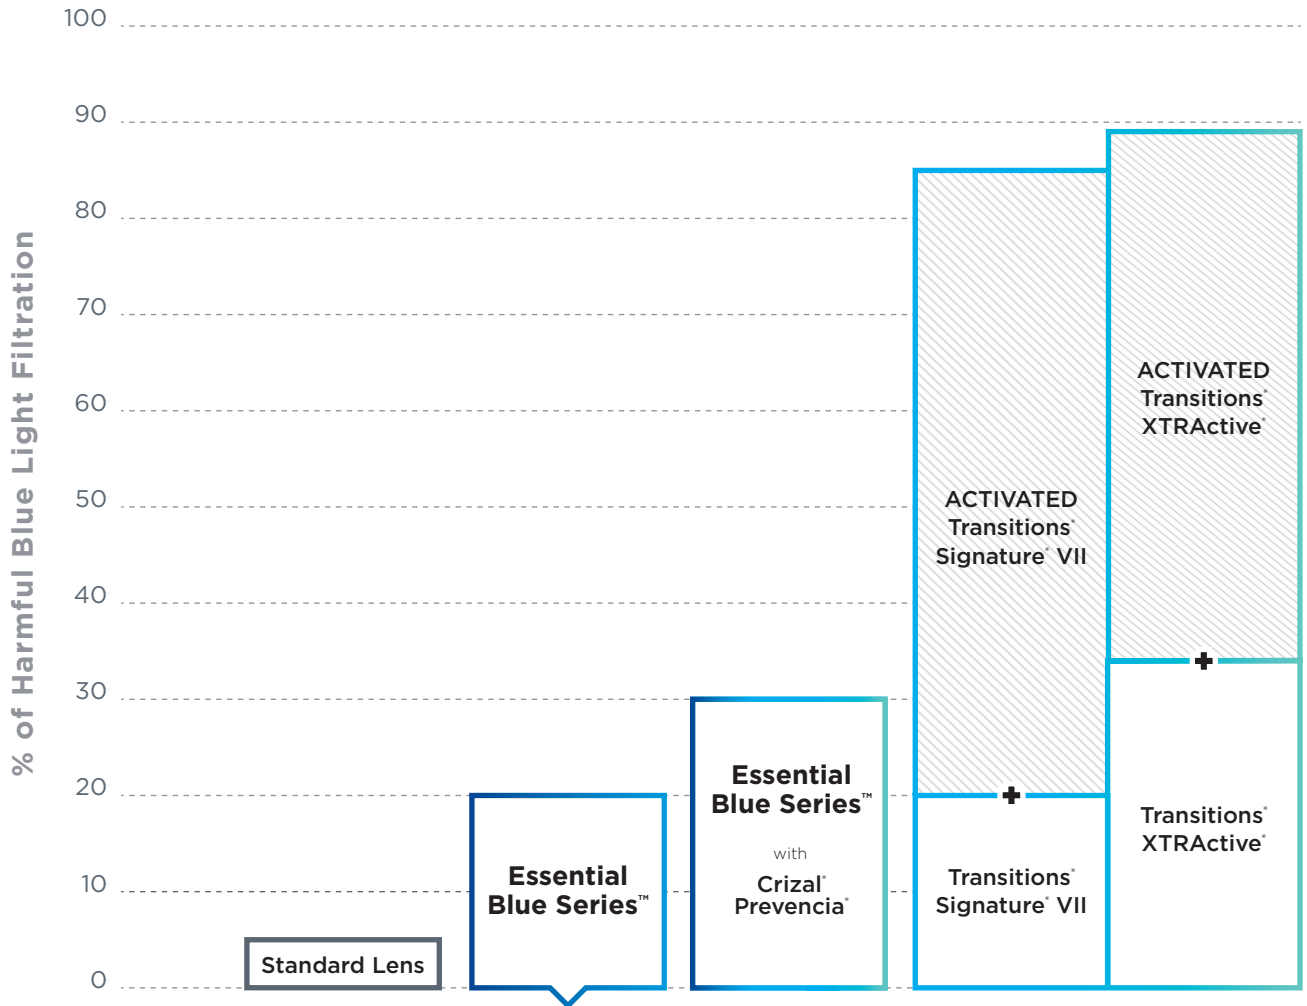 100
90
80
70
60
50
40
30
20
10
0
% of Harmful Blue Light Filtration
Standard Lens
Essential
Blue Series™
Essential
Blue Series™
with
Crizal®
Prevencia®
ACTIVATED
Transitions®
Signature® VII
Transitions®
Signature® VII
ACTIVATED
Transitions®
XTRActive®
Transitions®
XTRActive®